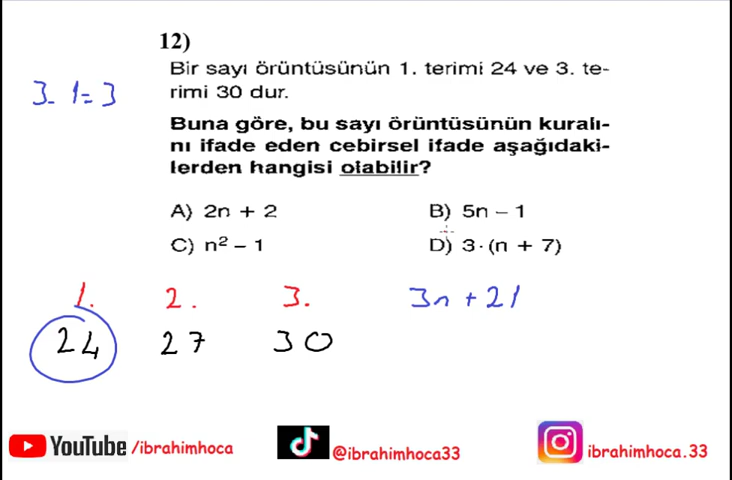 12)
Bir sayı örüntüsünün 1. terimi 24 ve 3. te-
rimi 30 dur.
3. 1 = 3
Buna göre, bu sayı örüntüsünün kuralı-
nı ifade eden cebirsel ifade aşağıdaki-
lerden hangisi olabilir?
A) 2n + 2
B) 5n – 1
C) n² – 1
D) 3·(n + 7)
1. 2. 3. 3n + 21
24 27 30
YouTube /ibrahimhoca
@ibrahimhoca33
ibrahimhoca.33